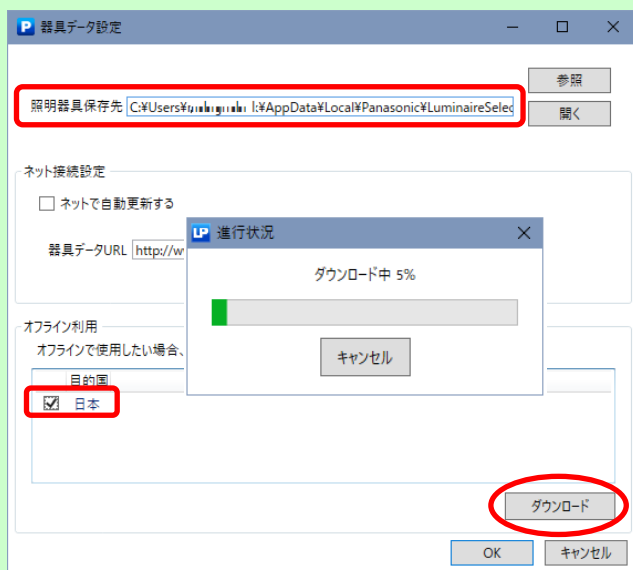 器具データ設定
参照
照明器具保存先 C:¥Users¥ l:¥AppData¥Local¥Panasonic¥LuminaireSelec
開く
ネット接続設定
ネットで自動更新する
器具データURL http://w
進行状況
ダウンロード中 5%
キャンセル
オフライン利用
オフラインで使用したい場合、
目的国
日本
ダウンロード
OK キャンセル